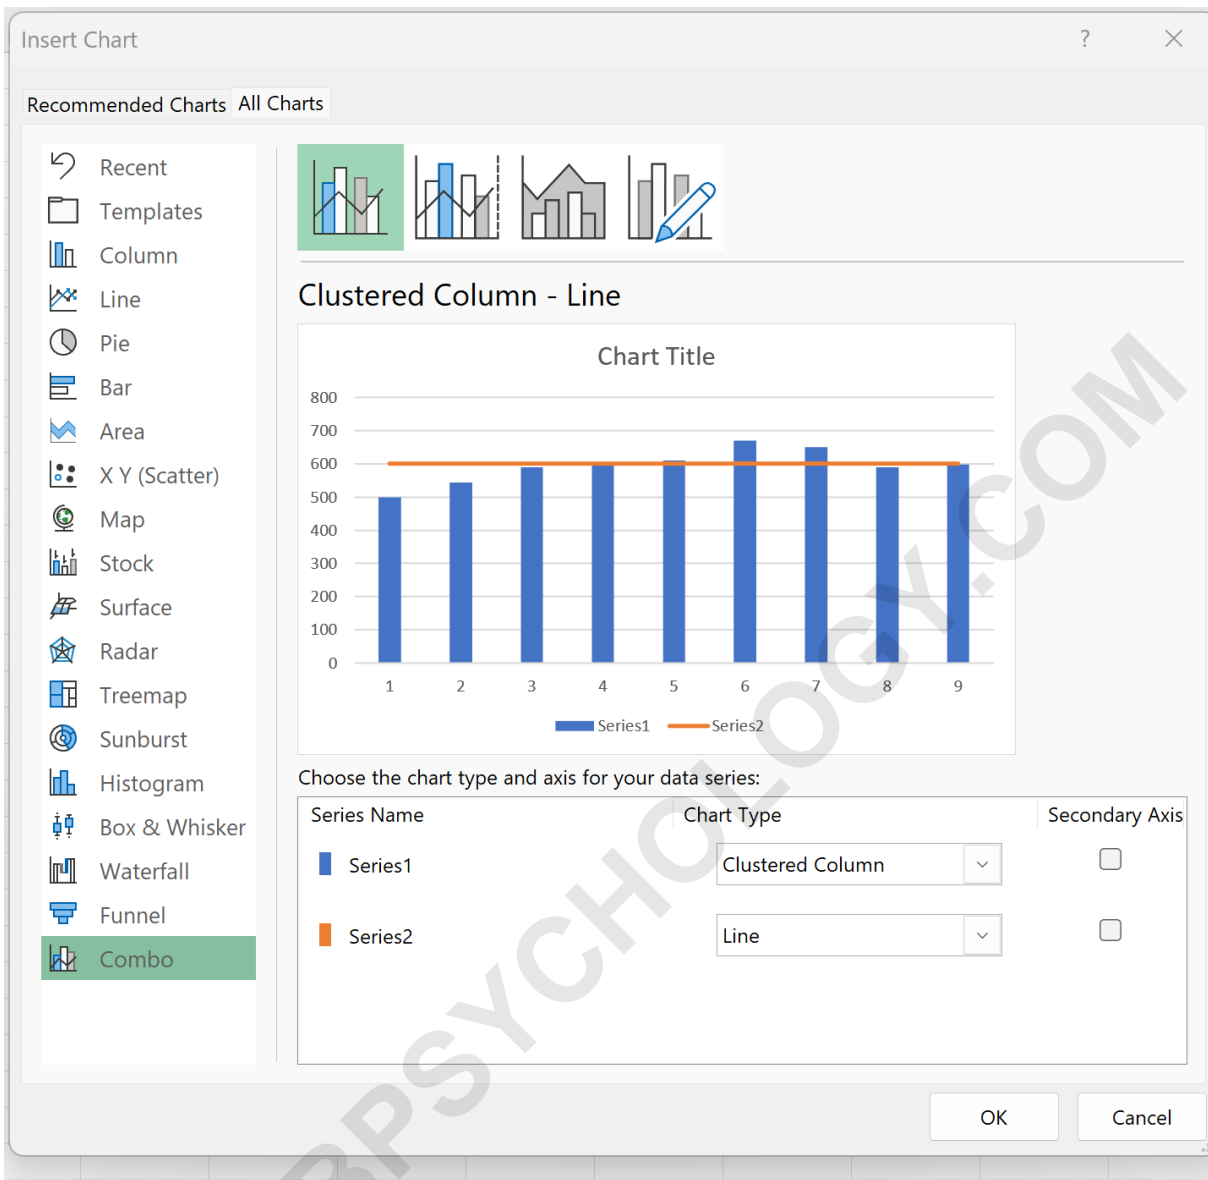 Insert Chart
?
Recommended Charts All Charts
Recent
Templates
Column
Line
Pie
Bar
Area
X Y (Scatter)
Map
Stock
Surface
Radar
Treemap
Sunburst
Histogram
Box & Whisker
Waterfall
Funnel
Combo
Clustered Column - Line
Chart Title
800
700
600
500
400
300
200
100
0
1 2 3 4 5 6 7 8 9
Series1 Series2
Choose the chart type and axis for your data series:
Series Name Chart Type Secondary Axis
Series1 Clustered Column
Series2 Line
OK Cancel
BPSYCHOLOGY.COM